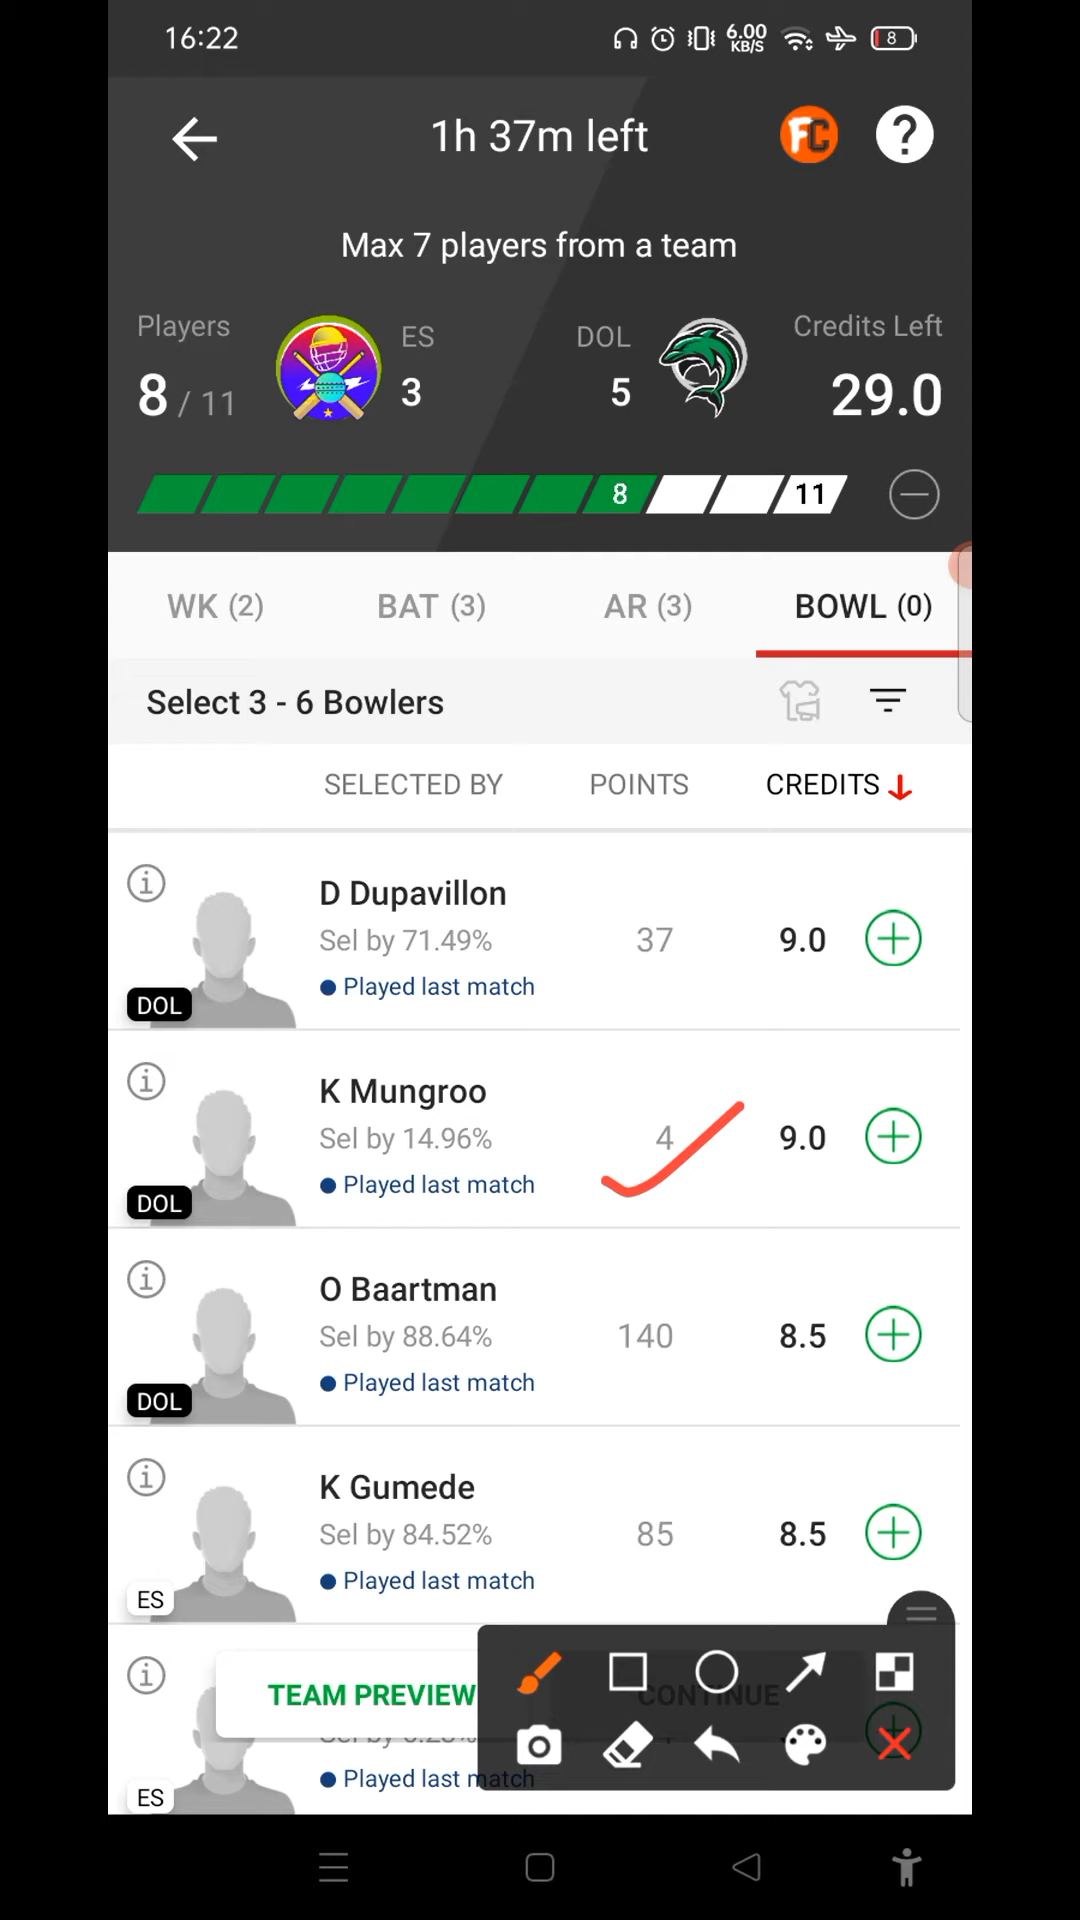 16:22
6.00
KB/S
8
1h 37m left
FC
?
Max 7 players from a team
Players
ES
DOL
Credits Left
8 / 11
3
5
29.0
8
11
WK (2)
BAT (3)
AR (3)
BOWL (0)
Select 3 - 6 Bowlers
SELECTED BY
POINTS
CREDITS
D Dupavillon
Sel by 71.49%
37
9.0
Played last match
DOL
K Mungroo
Sel by 14.96%
4
9.0
Played last match
DOL
O Baartman
Sel by 88.64%
140
8.5
Played last match
DOL
K Gumede
Sel by 84.52%
85
8.5
Played last match
ES
TEAM PREVIEW
CONTINUE
Played last match
ES